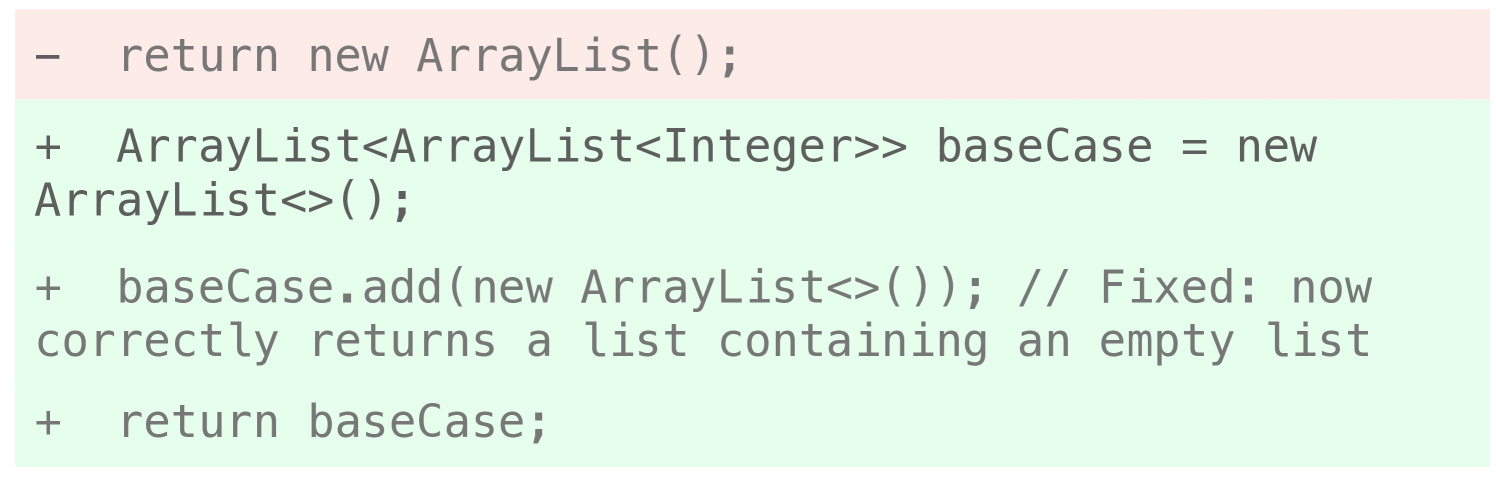 -  return new ArrayList();
+  ArrayList<ArrayList<Integer>> baseCase = new
ArrayList<>();
+  baseCase.add(new ArrayList<>()); // Fixed: now
correctly returns a list containing an empty list
+  return baseCase;